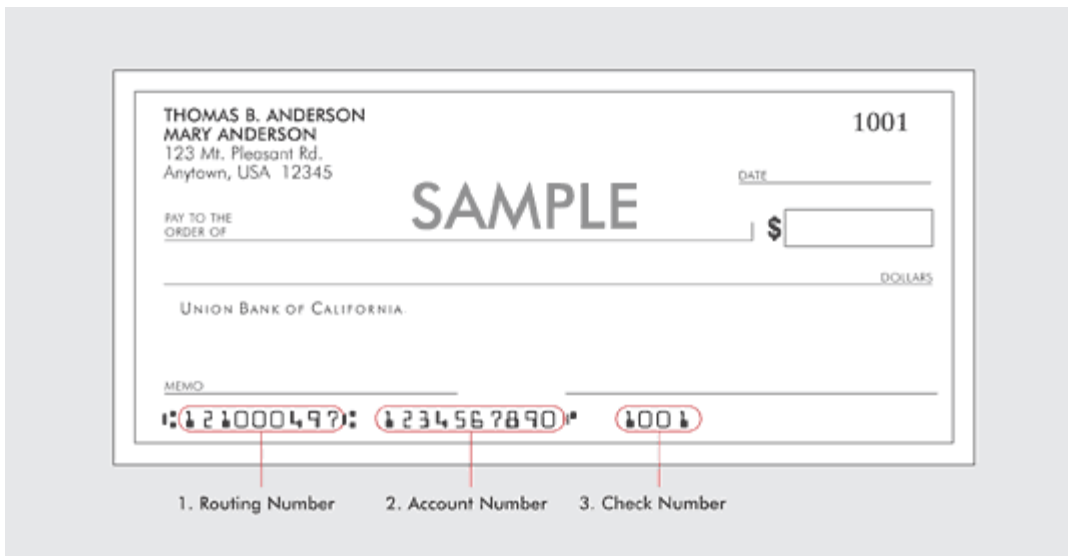 THOMAS B. ANDERSON
MARY ANDERSON
123 Mt. Pleasant Rd.
Anytown, USA 12345
1001
DATE
SAMPLE
PAY TO THE
ORDER OF
$
DOLLARS
UNION BANK OF CALIFORNIA
MEMO
⑆121000497⑆ 1234567890⑈ 1001
1. Routing Number 2. Account Number 3. Check Number